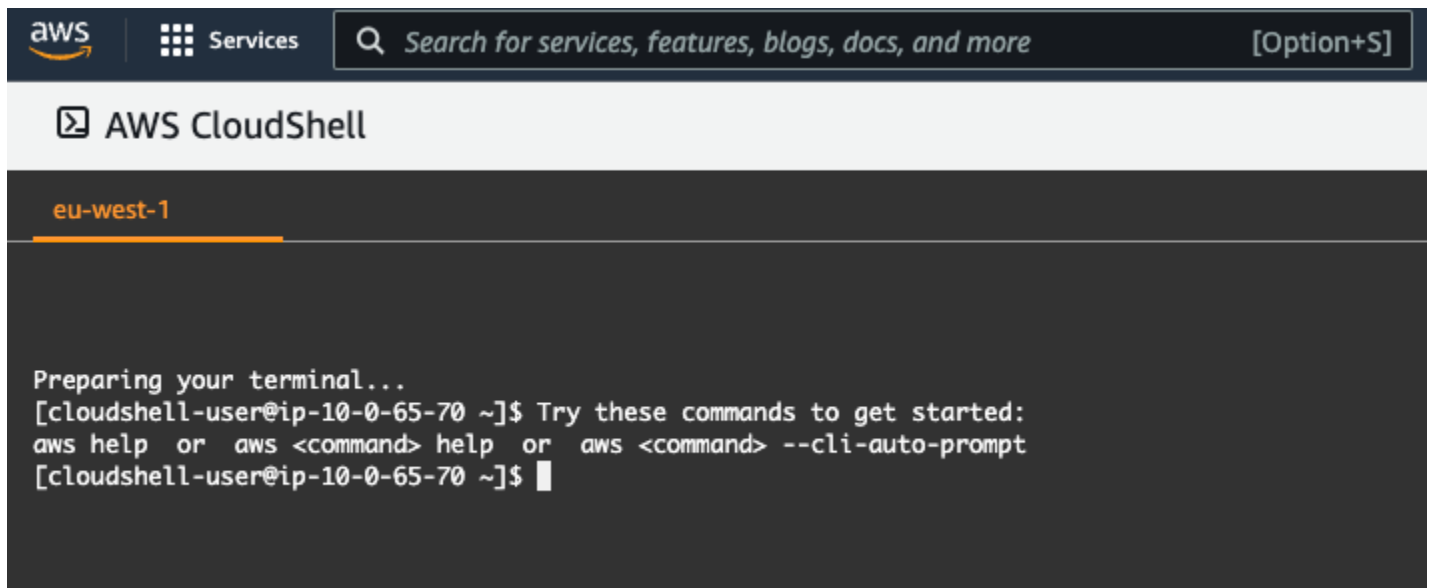 aws
Services
Search for services, features, blogs, docs, and more
[Option+S]
AWS CloudShell
eu-west-1
Preparing your terminal...
[cloudshell-user@ip-10-0-65-70 ~]$ Try these commands to get started:
aws help  or  aws <command> help  or  aws <command> --cli-auto-prompt
[cloudshell-user@ip-10-0-65-70 ~]$